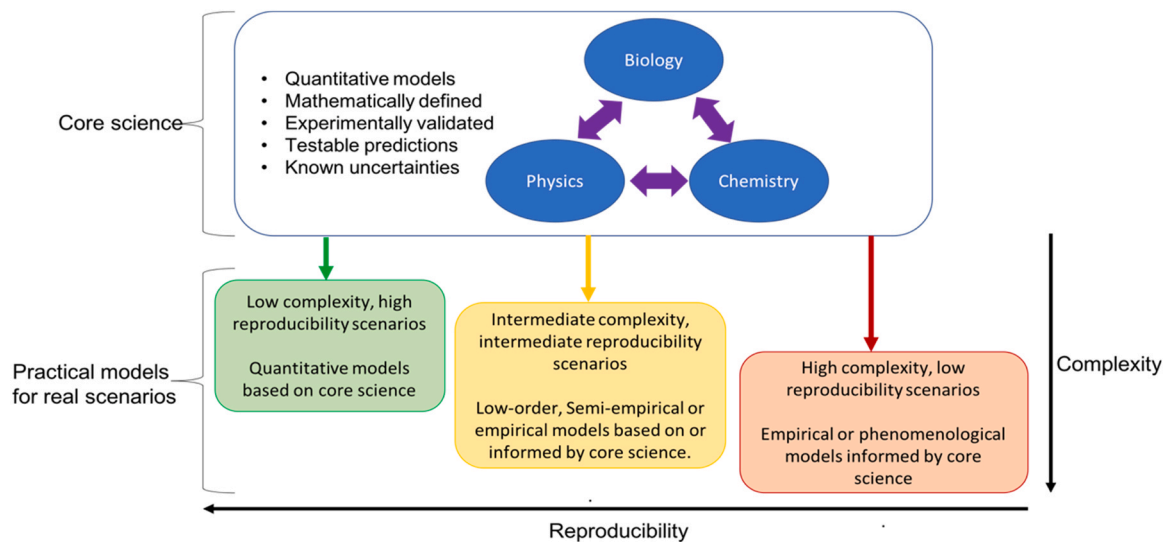 Core science
• Quantitative models
• Mathematically defined
• Experimentally validated
• Testable predictions
• Known uncertainties
Biology
Physics
Chemistry
Practical models
for real scenarios
Low complexity, high
reproducibility scenarios
Quantitative models
based on core science
Intermediate complexity,
intermediate reproducibility
scenarios
Low-order, Semi-empirical or
empirical models based on or
informed by core science.
High complexity, low
reproducibility scenarios
Empirical or phenomenological
models informed by core
science
Complexity
Reproducibility